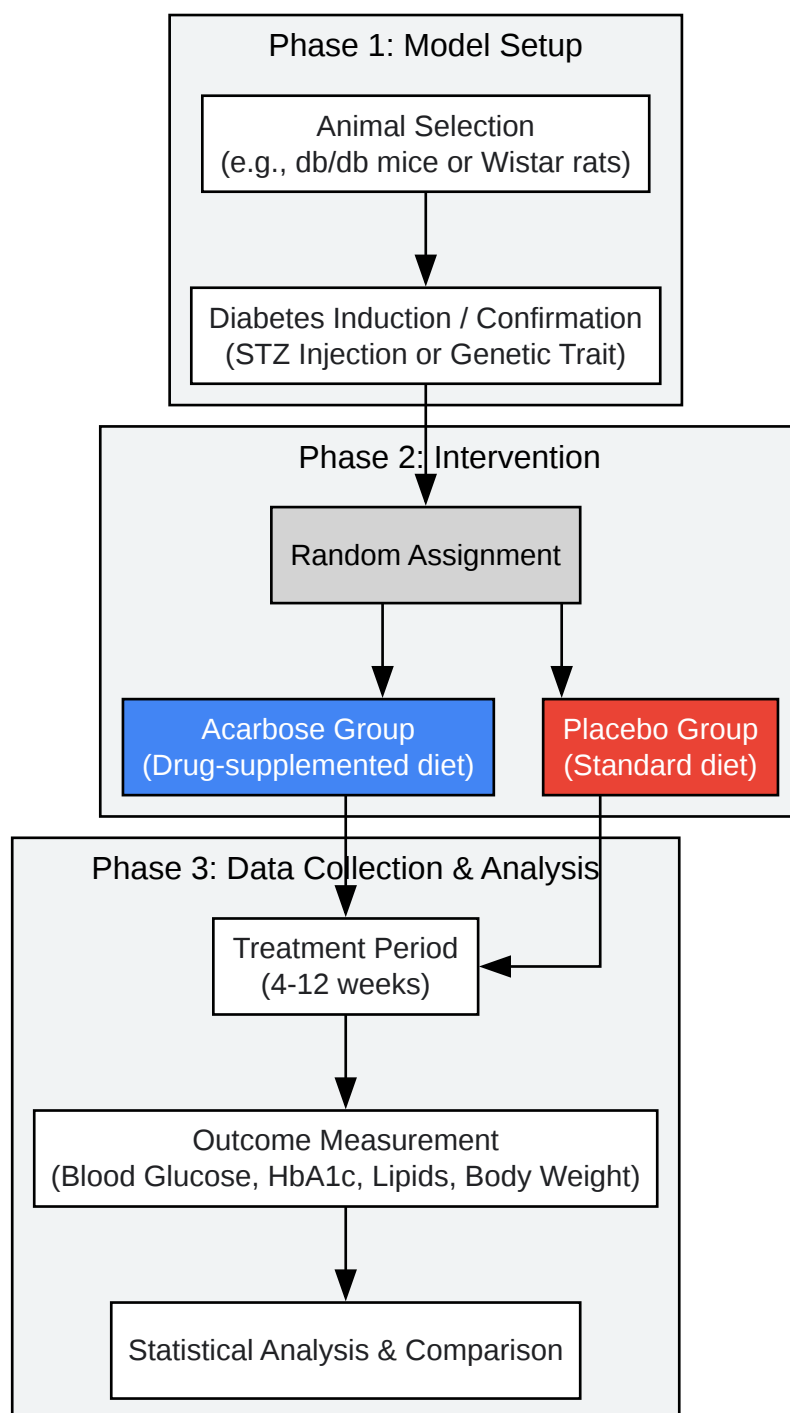 Phase 1: Model Setup
Animal Selection
(e.g., db/db mice or Wistar rats)
Diabetes Induction / Confirmation
(STZ Injection or Genetic Trait)
Phase 2: Intervention
Random Assignment
Acarbose Group
(Drug-supplemented diet)
Placebo Group
(Standard diet)
Phase 3: Data Collection & Analysis
Treatment Period
(4-12 weeks)
Outcome Measurement
(Blood Glucose, HbA1c, Lipids, Body Weight)
Statistical Analysis & Comparison